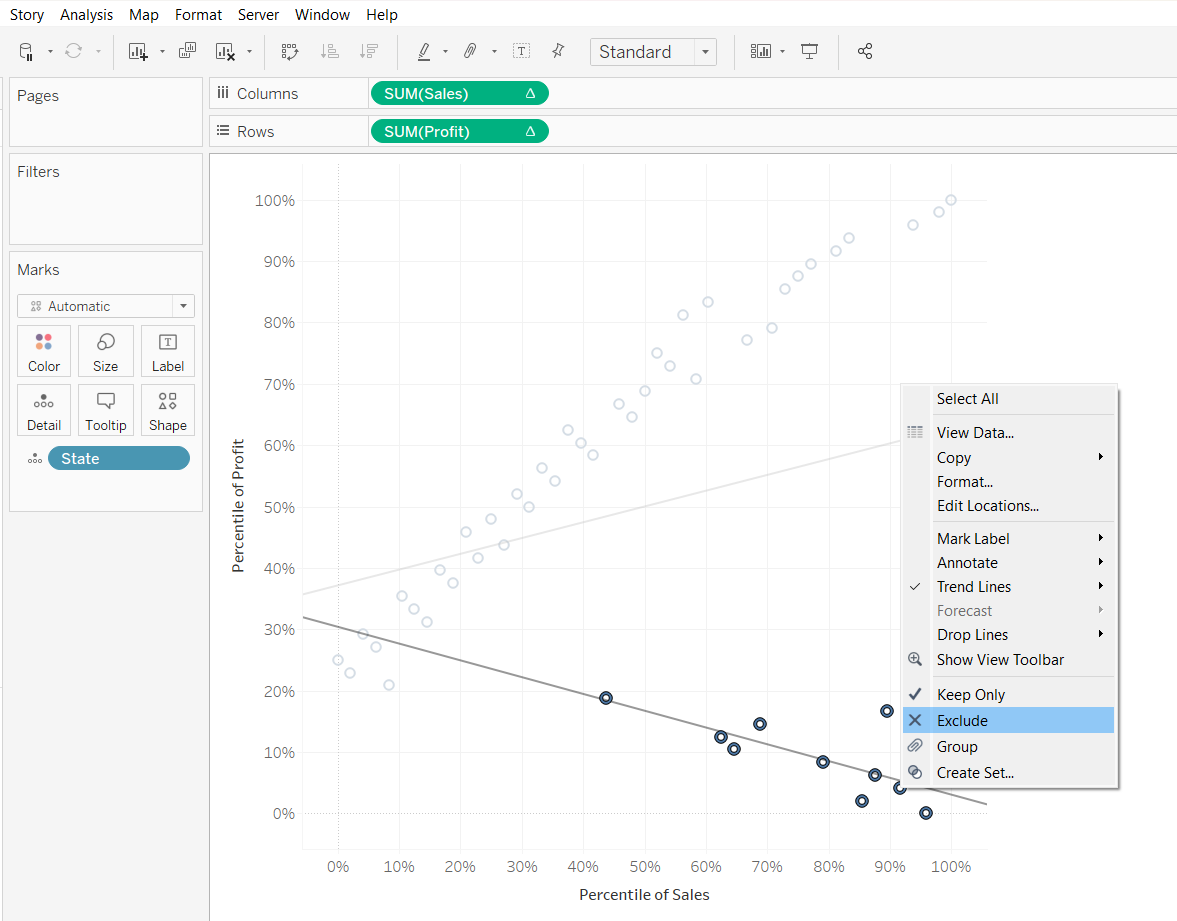 Story Analysis Map Format Server Window Help
Standard
Pages
Columns SUM(Sales) Δ
Rows SUM(Profit) Δ
Filters
Marks
Automatic
Color Size Label
Detail Tooltip Shape
State
100%
90%
80%
70%
60%
50%
40%
30%
20%
10%
0%
Percentile of Profit
0% 10% 20% 30% 40% 50% 60% 70% 80% 90% 100%
Percentile of Sales
Select All
View Data...
Copy
Format...
Edit Locations...
Mark Label
Annotate
Trend Lines
Forecast
Drop Lines
Show View Toolbar
Keep Only
Exclude
Group
Create Set...